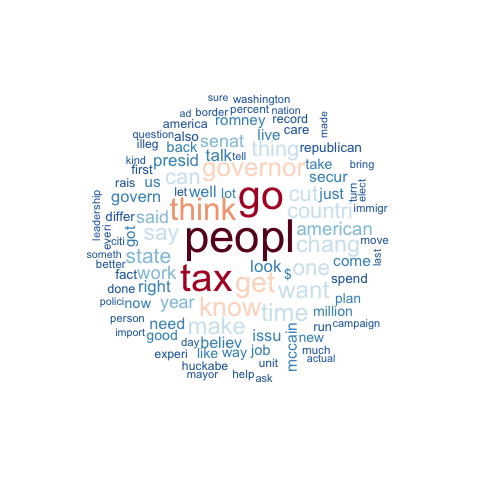 sure washington
ad border percent nation
america romney record made
question also senat live care
illeg back thing republican
kind presid talk tell governor take bring
first can secur turn elect
rais us let well lot go cut just immigr
leadership govern think countri
differ said peopl american
everi citi got say chang move
someth state look one come last
better work tax get $ spend
fact right want
done now year know time plan
polici make million
person need issu run campaign
import good day believ new
experi like way job mccain much
huckabe unit actual
mayor help ask